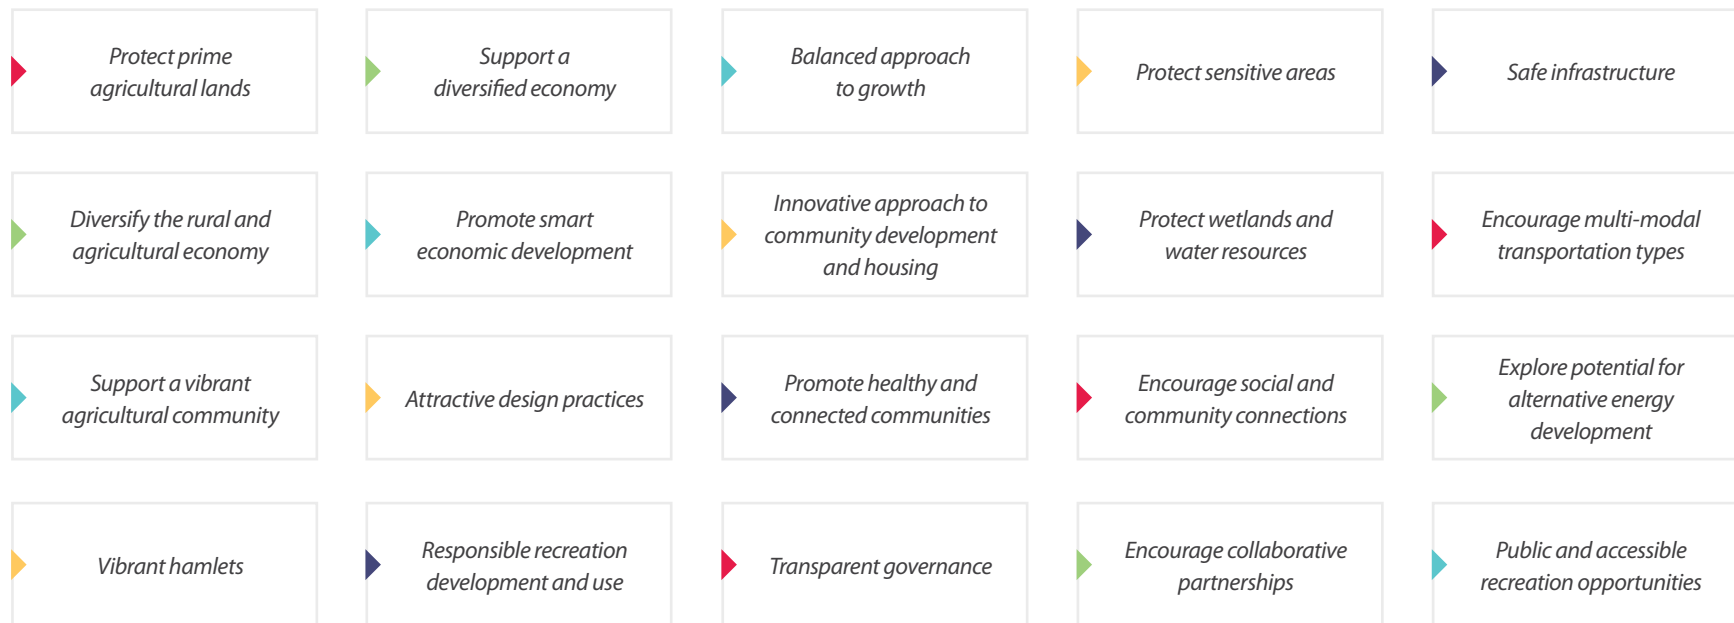 Protect prime
agricultural lands
Support a
diversified economy
Balanced approach
to growth
Protect sensitive areas
Safe infrastructure
Diversify the rural and
agricultural economy
Promote smart
economic development
Innovative approach to
community development
and housing
Protect wetlands and
water resources
Encourage multi-modal
transportation types
Support a vibrant
agricultural community
Attractive design practices
Promote healthy and
connected communities
Encourage social and
community connections
Explore potential for
alternative energy
development
Vibrant hamlets
Responsible recreation
development and use
Transparent governance
Encourage collaborative
partnerships
Public and accessible
recreation opportunities